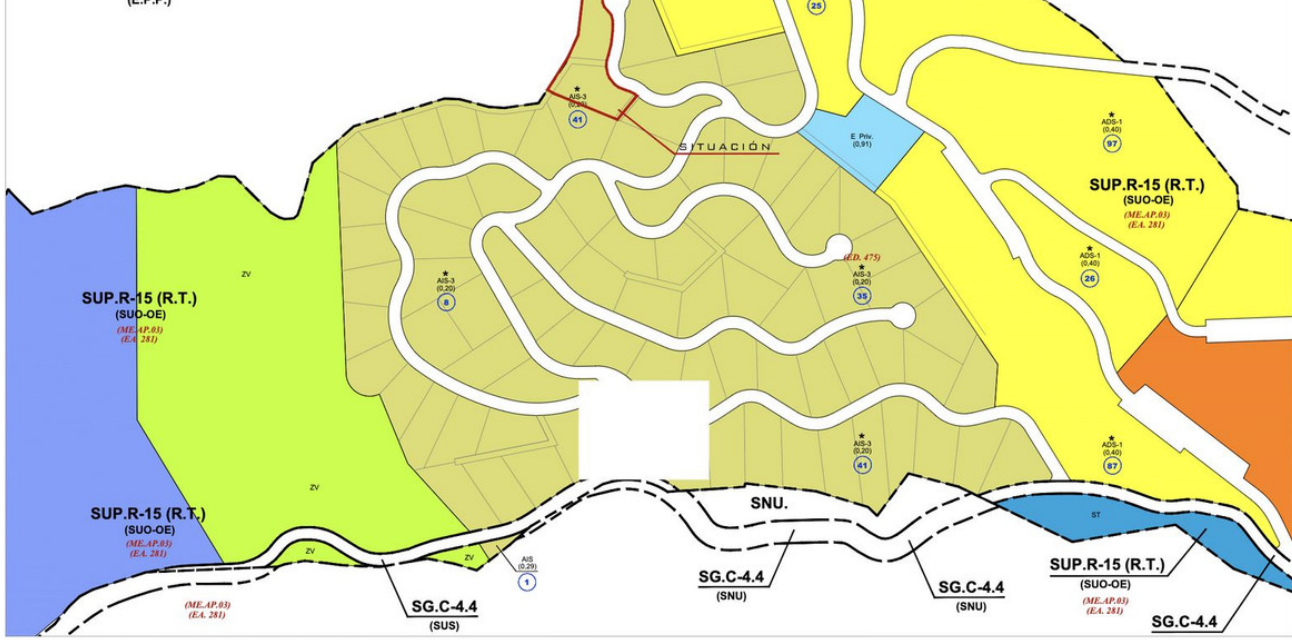 (E.P.P.)
25
★
AIS-3
(0,20)
41
SITUACIÓN
E Priv.
(0,91)
★
ADS-1
(0,40)
97
SUP.R-15 (R.T.)
(SUO-OE)
(ME.AP.03)
(EA. 281)
ZV
★
AIS-3
(0,20)
8
(ED. 475)
★
AIS-3
(0,20)
35
★
ADS-1
(0,40)
26
SUP.R-15 (R.T.)
(SUO-OE)
(ME.AP.03)
(EA. 281)
★
AIS-3
(0,20)
41
★
ADS-1
(0,40)
87
ZV
SNU.
SUP.R-15 (R.T.)
(SUO-OE)
(ME.AP.03)
(EA. 281)
ST
ZV
ZV
AIS
(0,29)
1
SG.C-4.4
(SNU)
SG.C-4.4
(SNU)
SUP.R-15 (R.T.)
(SUO-OE)
(ME.AP.03)
(EA. 281)
(ME.AP.03)
(EA. 281)
SG.C-4.4
(SUS)
SG.C-4.4